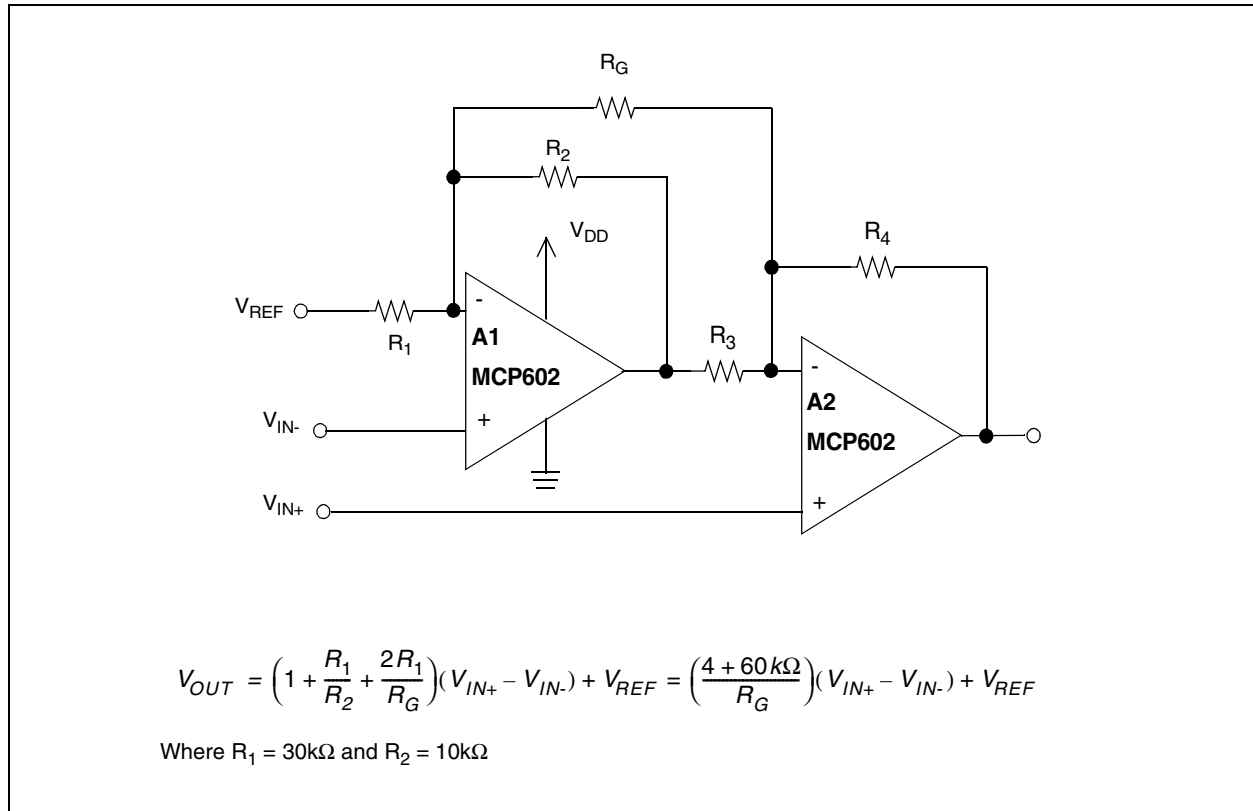 R_G
R_2
V_DD
R_4
V_REF
R_1
-
A1
MCP602
+
R_3
-
A2
MCP602
+
V_IN-
V_IN+
V_OUT = (1 + R_1/R_2 + 2R_1/R_G)(V_IN+ – V_IN-) + V_REF = ((4 + 60kΩ)/R_G)(V_IN+ – V_IN-) + V_REF
Where R_1 = 30kΩ and R_2 = 10kΩ